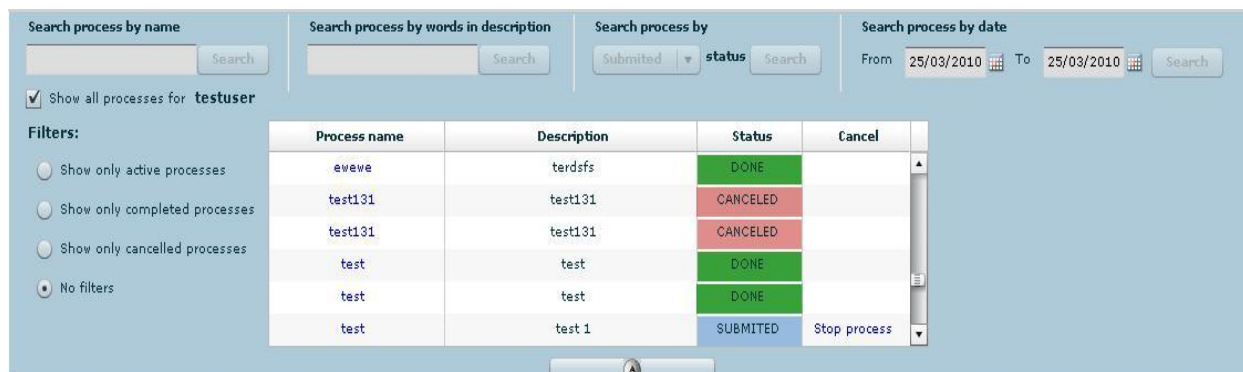 Search process by name
Search process by words in description
Search process by
Search process by date
Search
Search
Submited
status
Search
From 25/03/2010 To 25/03/2010 Search
Show all processes for testuser
Filters:
Show only active processes
Show only completed processes
Show only cancelled processes
No filters
Process name Description Status Cancel
ewewe terdsfs DONE
test131 test131 CANCELED
test131 test131 CANCELED
test test DONE
test test DONE
test test 1 SUBMITED Stop process